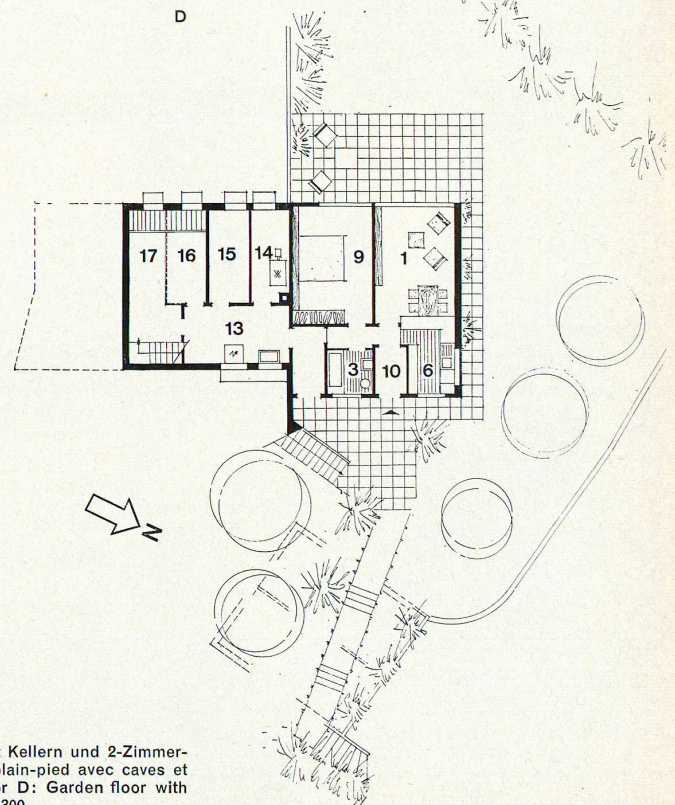 D
17
16
15
14
9
1
13
3
10
6
N
Kellern und 2-Zimmer-
plain-pied avec caves et
D: Garden floor with
300